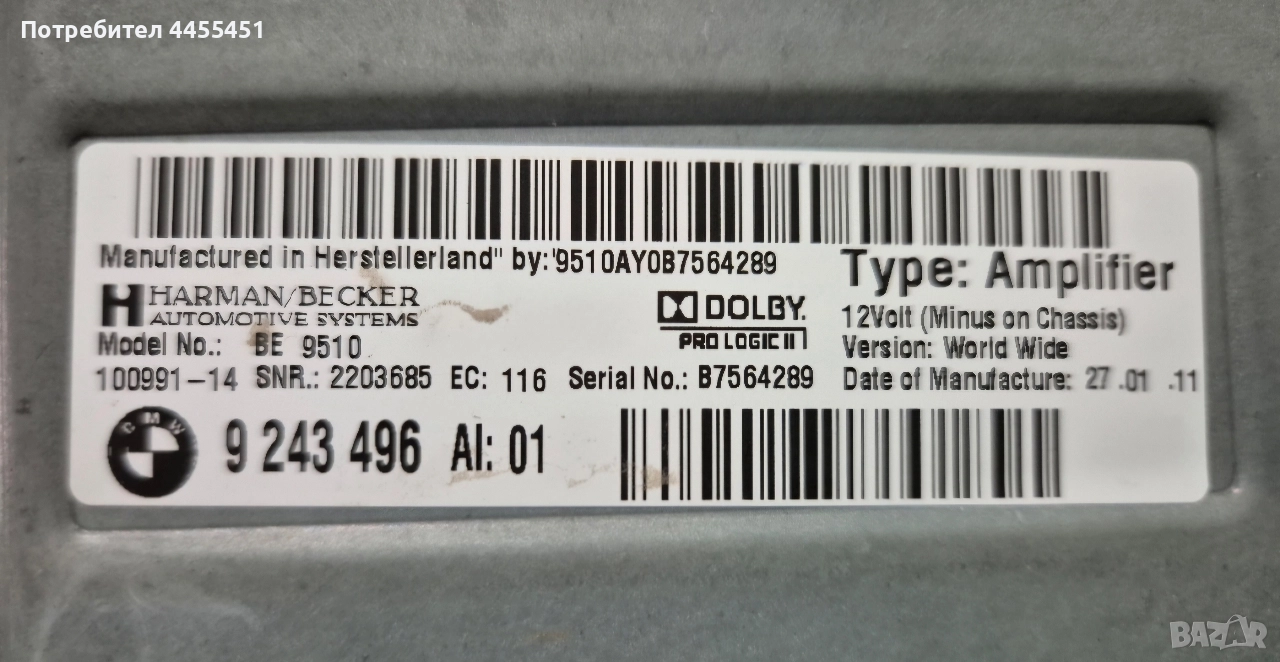 Потребител 4455451
Manufactured in Herstellerland" by:"9510AY0B7564289
Type: Amplifier
HARMAN/BECKER
AUTOMOTIVE SYSTEMS
DOLBY.
PRO LOGIC II
12Volt (Minus on Chassis)
Model No.: BE 9510
Version: World Wide
100991-14 SNR.: 2203685 EC: 116 Serial No.: B7564289
Date of Manufacture: 27.01.11
BMW
9 243 496 AI: 01
BAZAR